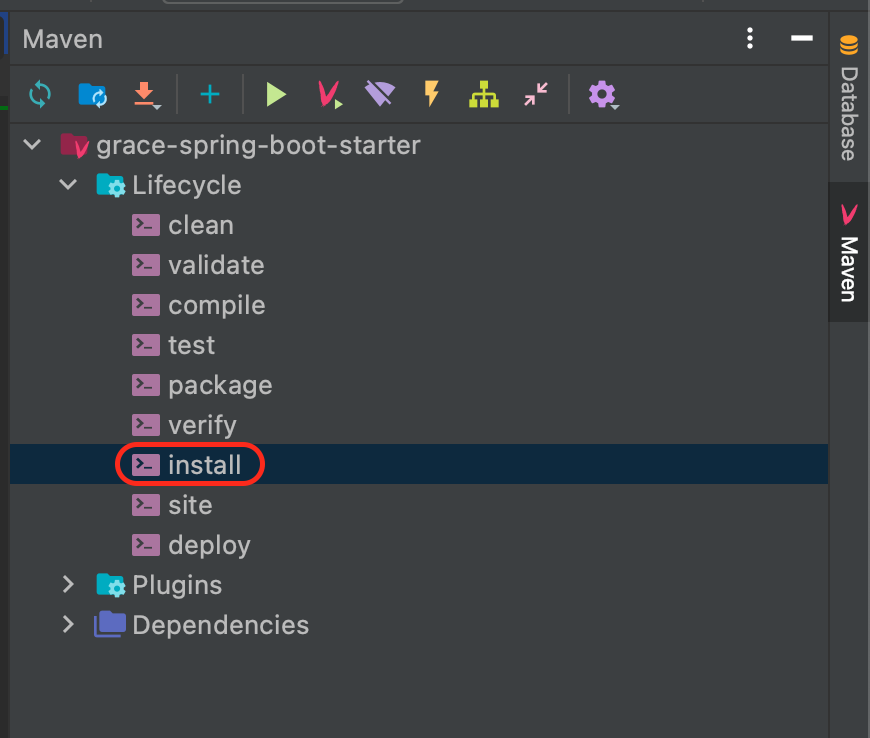 Maven
grace-spring-boot-starter
Lifecycle
clean
validate
compile
test
package
verify
install
site
deploy
Plugins
Dependencies
Database
Maven